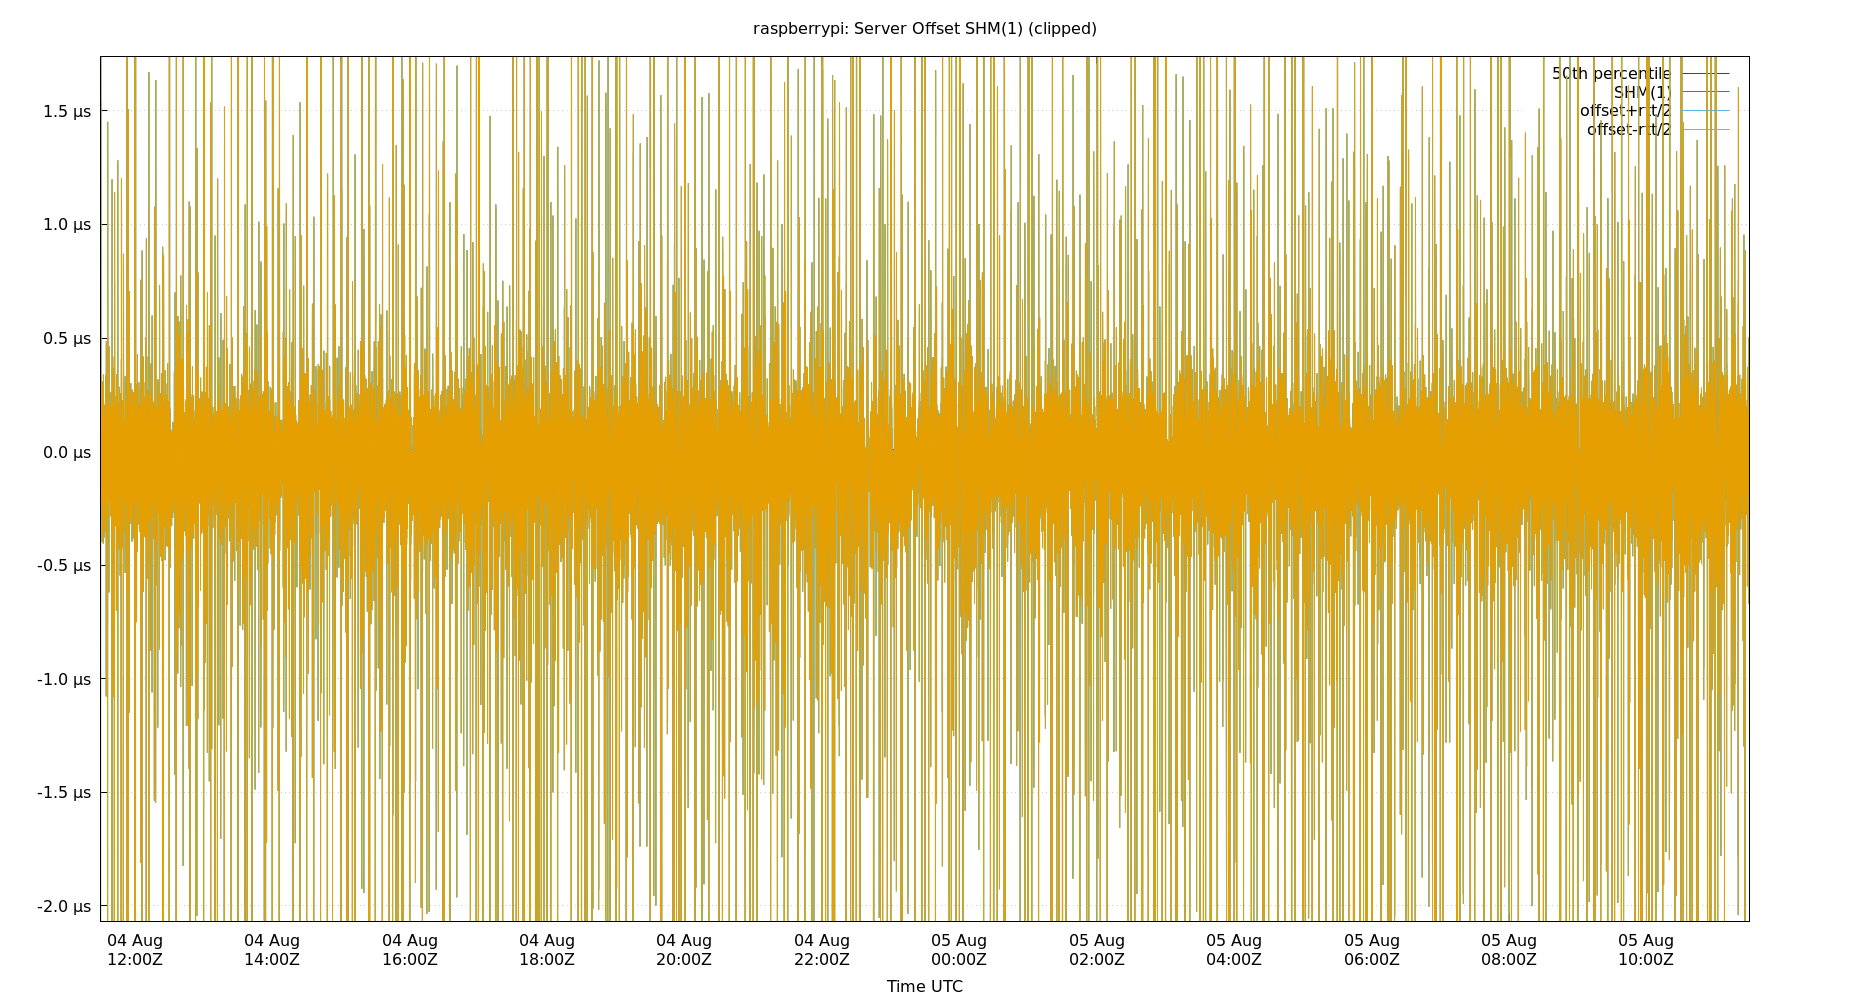 raspberrypi: Server Offset SHM(1) (clipped)
50th percentile
SHM(1)
offset+rtt/2
offset-rtt/2
1.5 µs
1.0 µs
0.5 µs
0.0 µs
-0.5 µs
-1.0 µs
-1.5 µs
-2.0 µs
04 Aug 04 Aug 04 Aug 04 Aug 04 Aug 04 Aug 05 Aug 05 Aug 05 Aug 05 Aug 05 Aug 05 Aug
12:00Z 14:00Z 16:00Z 18:00Z 20:00Z 22:00Z 00:00Z 02:00Z 04:00Z 06:00Z 08:00Z 10:00Z
Time UTC